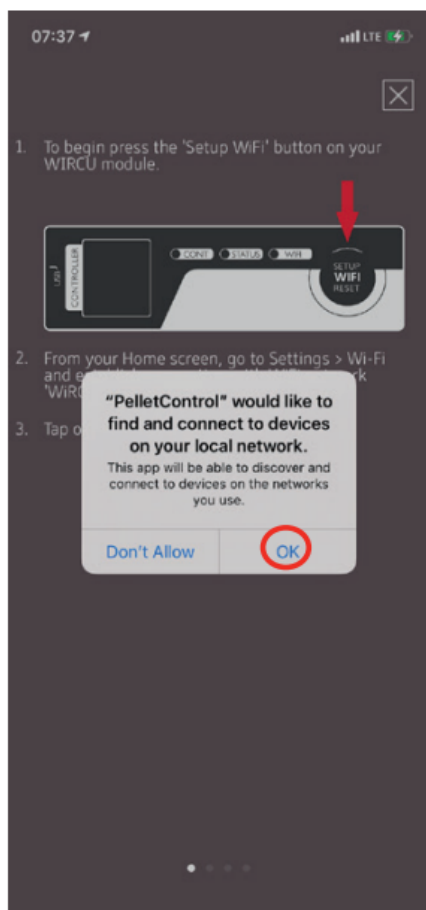 07:37
LTE
1. To begin press the 'Setup WiFi' button on your
WIRCU module.
LAN
CONTROLLER
CONT STATUS WIFI
SETUP
WIFI
RESET
2. From your Home screen, go to Settings > Wi-Fi
and
'WiRC
3. Tap o
"PelletControl" would like to
find and connect to devices
on your local network.
This app will be able to discover and
connect to devices on the networks
you use.
Don't Allow OK